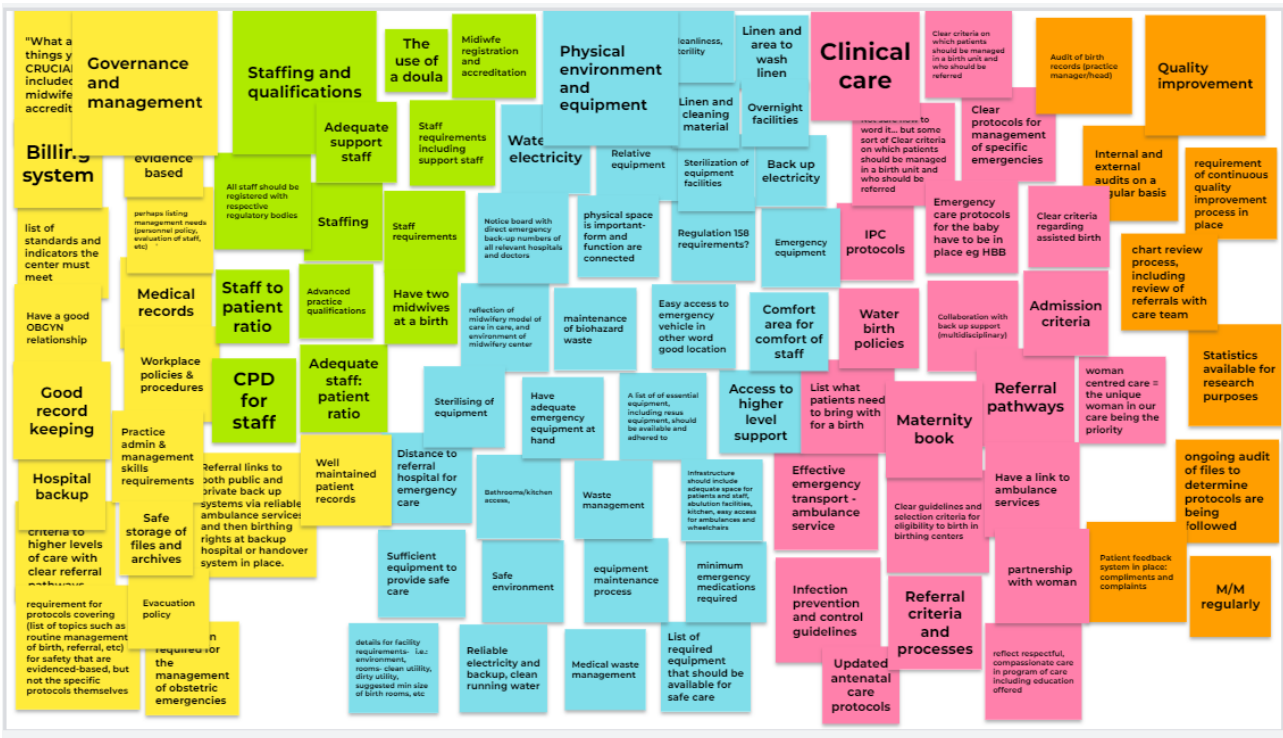 "What a
things y
CRUCIAL
included
midwife
accredit
Governance
and
management
Billing
system
evidence
based
list of
standards and
indicators the
center must
meet
perhaps listing
management needs
(personnel policy,
evaluation of staff,
etc)
Have a good
OBGYN
relationship
Medical
records
Workplace
policies &
procedures
Good
record
keeping
Practice
admin &
management
skills
requirements
Hospital
backup
Safe
storage of
files and
archives
Referral links to
both public and
private back up
systems via reliable
ambulance services
and then birthing
rights at backup
hospital or handover
system in place.
Well
maintained
patient
records
criteria to
higher levels
of care with
clear referral
pathways
requirement for
protocols covering
(list of topics such as
routine management
of birth, referral, etc)
for safety that are
evidenced-based, but
not the specific
protocols themselves
Evacuation
policy
required for
the
management
of obstetric
emergencies
Staffing and
qualifications
The
use of
a doula
Midiwfe
registration
and
accreditation
Adequate
support
staff
Staff
requirements
including
support staff
All staff should be
registered with
respective
regulatory bodies
Staffing
Staff
requirements
Staff to
patient
ratio
Advanced
practice
qualifications
Have two
midwives
at a birth
CPD
for
staff
Adequate
staff:
patient
ratio
Physical
environment
and
equipment
leanliness,
terility
Linen and
area to
wash
linen
Linen and
cleaning
material
Overnight
facilities
Wate
electricity
Relative
equipment
Sterilization of
equipment
facilities
Back up
electricity
Notice board with
direct emergency
back-up numbers of
all relevant hospitals
and doctors
physical space
is important-
form and
function are
connected
Regulation 158
requirements?
Emergency
equipment
reflection of
midwifery model of
care in care, and
environment of
midwifery center
maintenance
of biohazard
waste
Easy access to
emergency
vehicle in
other word
good location
Comfort
area for
comfort of
staff
Sterilising of
equipment
Have
adequate
emergency
equipment at
hand
A list of of essential
equipment,
including resus
equipment, should
be available and
adhered to
Access to
higher
level
support
Distance to
referral
hospital for
emergency
care
Bathrooms/kitchen
access,
Waste
management
Infrastructure
should include
adequate space for
patients and staff,
abulution facilities,
kitchen, easy access
for ambulances and
wheelchairs
Sufficient
equipment to
provide safe
care
Safe
environment
equipment
maintenance
process
minimum
emergency
medications
required
details for facility
requirements- i.e.:
environment,
rooms- clean utility,
dirty utility,
suggested min size
of birth rooms, etc
Reliable
electricity and
backup, clean
running water
Medical waste
management
List of
required
equipment
that should be
available for
safe care
Clinical
care
Clear criteria
on which patients
should be managed
in a birth unit and
who should be
referred
Not sure how to
word it... but some
sort of Clear criteria
on which patients
should be managed
in a birth unit and
who should be
referred
Clear
protocols for
management
of specific
emergencies
IPC
protocols
Emergency
care protocols
for the baby
have to be in
place eg HBB
Clear criteria
regarding
assisted birth
Water
birth
policies
Collaboration with
back up support
(multidisciplinary)
Admission
criteria
List what
patients need
to bring with
for a birth
Maternity
book
Referral
pathways
woman
centred care =
the unique
woman in our
care being the
priority
Effective
emergency
transport -
ambulance
service
Clear guidelines and
selection criteria for
eligibility to birth in
birthing centers
Have a link to
ambulance
services
Infection
prevention
and control
guidelines
Referral
criteria
and
processes
partnership
with woman
Updated
antenatal
care
protocols
reflect respectful,
compassionate care
in program of care
including education
offered
Audit of birth
records (practice
manager/head)
Quality
improvement
Internal and
external
audits on a
gular basis
requirement
of continuous
quality
improvement
process in
place
chart review
process,
including
review of
referrals with
care team
Statistics
available for
research
purposes
ongoing audit
of files to
determine
protocols are
being
followed
Patient feedback
system in place:
compliments and
complaints
M/M
regularly